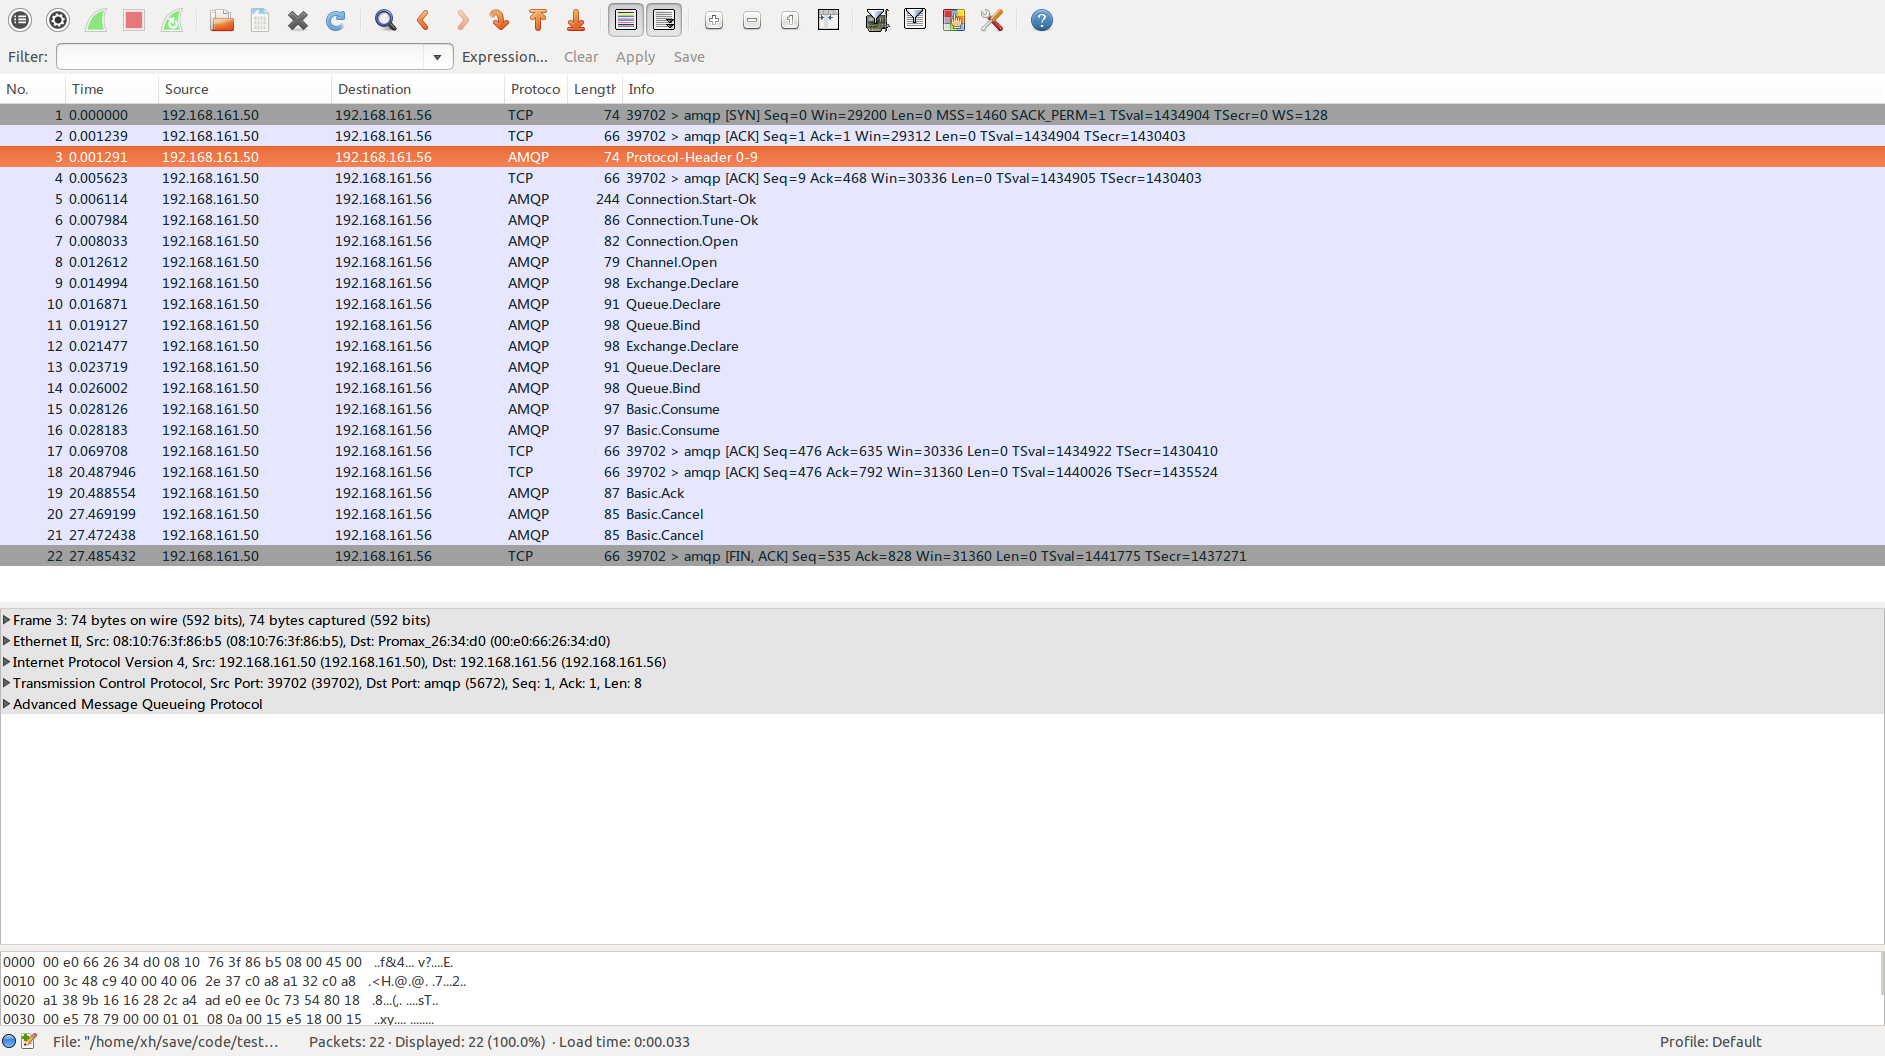 Filter: Expression... Clear Apply Save
No. Time Source Destination Protoco Length Info
1 0.000000 192.168.161.50 192.168.161.56 TCP 74 39702 > amqp [SYN] Seq=0 Win=29200 Len=0 MSS=1460 SACK_PERM=1 TSval=1434904 TSecr=0 WS=128
2 0.001239 192.168.161.50 192.168.161.56 TCP 66 39702 > amqp [ACK] Seq=1 Ack=1 Win=29312 Len=0 TSval=1434904 TSecr=1430403
3 0.001291 192.168.161.50 192.168.161.56 AMQP 74 Protocol-Header 0-9
4 0.005623 192.168.161.50 192.168.161.56 TCP 66 39702 > amqp [ACK] Seq=9 Ack=468 Win=30336 Len=0 TSval=1434905 TSecr=1430403
5 0.006114 192.168.161.50 192.168.161.56 AMQP 244 Connection.Start-Ok
6 0.007984 192.168.161.50 192.168.161.56 AMQP 86 Connection.Tune-Ok
7 0.008033 192.168.161.50 192.168.161.56 AMQP 82 Connection.Open
8 0.012612 192.168.161.50 192.168.161.56 AMQP 79 Channel.Open
9 0.014994 192.168.161.50 192.168.161.56 AMQP 98 Exchange.Declare
10 0.016871 192.168.161.50 192.168.161.56 AMQP 91 Queue.Declare
11 0.019127 192.168.161.50 192.168.161.56 AMQP 98 Queue.Bind
12 0.021477 192.168.161.50 192.168.161.56 AMQP 98 Exchange.Declare
13 0.023719 192.168.161.50 192.168.161.56 AMQP 91 Queue.Declare
14 0.026002 192.168.161.50 192.168.161.56 AMQP 98 Queue.Bind
15 0.028126 192.168.161.50 192.168.161.56 AMQP 97 Basic.Consume
16 0.028183 192.168.161.50 192.168.161.56 AMQP 97 Basic.Consume
17 0.069708 192.168.161.50 192.168.161.56 TCP 66 39702 > amqp [ACK] Seq=476 Ack=635 Win=30336 Len=0 TSval=1434922 TSecr=1430410
18 20.487946 192.168.161.50 192.168.161.56 TCP 66 39702 > amqp [ACK] Seq=476 Ack=792 Win=31360 Len=0 TSval=1440026 TSecr=1435524
19 20.488554 192.168.161.50 192.168.161.56 AMQP 87 Basic.Ack
20 27.469199 192.168.161.50 192.168.161.56 AMQP 85 Basic.Cancel
21 27.472438 192.168.161.50 192.168.161.56 AMQP 85 Basic.Cancel
22 27.485432 192.168.161.50 192.168.161.56 TCP 66 39702 > amqp [FIN, ACK] Seq=535 Ack=828 Win=31360 Len=0 TSval=1441775 TSecr=1437271
Frame 3: 74 bytes on wire (592 bits), 74 bytes captured (592 bits)
Ethernet II, Src: 08:10:76:3f:86:b5 (08:10:76:3f:86:b5), Dst: Promax_26:34:d0 (00:e0:66:26:34:d0)
Internet Protocol Version 4, Src: 192.168.161.50 (192.168.161.50), Dst: 192.168.161.56 (192.168.161.56)
Transmission Control Protocol, Src Port: 39702 (39702), Dst Port: amqp (5672), Seq: 1, Ack: 1, Len: 8
Advanced Message Queueing Protocol
0000 00 e0 66 26 34 d0 08 10 76 3f 86 b5 08 00 45 00 ..f&4... v?....E.
0010 00 3c 48 c9 40 00 40 06 2e 37 c0 a8 a1 32 c0 a8 .<H.@.@. .7...2..
0020 a1 38 9b 16 16 28 2c a4 ad e0 ee 0c 73 54 80 18 .8...(,. ....sT..
0030 00 e5 78 79 00 00 01 01 08 0a 00 15 e5 18 00 15 ..xy.... ........
File: "/home/xh/save/code/test... Packets: 22 · Displayed: 22 (100.0%) · Load time: 0:00.033 Profile: Default